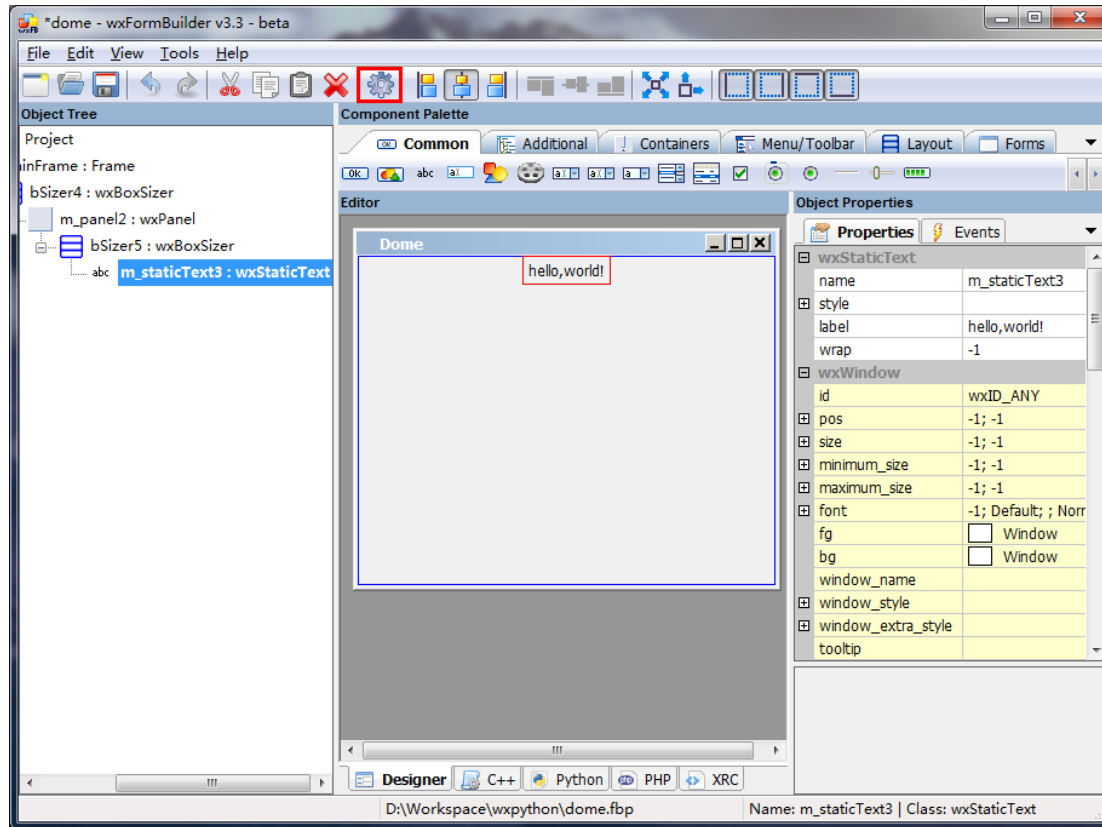 *dome - wxFormBuilder v3.3 - beta
File Edit View Tools Help
Object Tree
Project
inFrame : Frame
bSizer4 : wxBoxSizer
m_panel2 : wxPanel
bSizer5 : wxBoxSizer
abc m_staticText3 : wxStaticText
Component Palette
OK Common Additional Containers Menu/Toolbar Layout Forms
OK abc
Editor
Dome
hello,world!
Designer C++ Python PHP XRC
Object Properties
Properties Events
wxStaticText
name m_staticText3
style
label hello,world!
wrap -1
wxWindow
id wxID_ANY
pos -1; -1
size -1; -1
minimum_size -1; -1
maximum_size -1; -1
font -1; Default; ; Norr
fg Window
bg Window
window_name
window_style
window_extra_style
tooltip
D:\Workspace\wxpython\dome.fbp Name: m_staticText3 | Class: wxStaticText